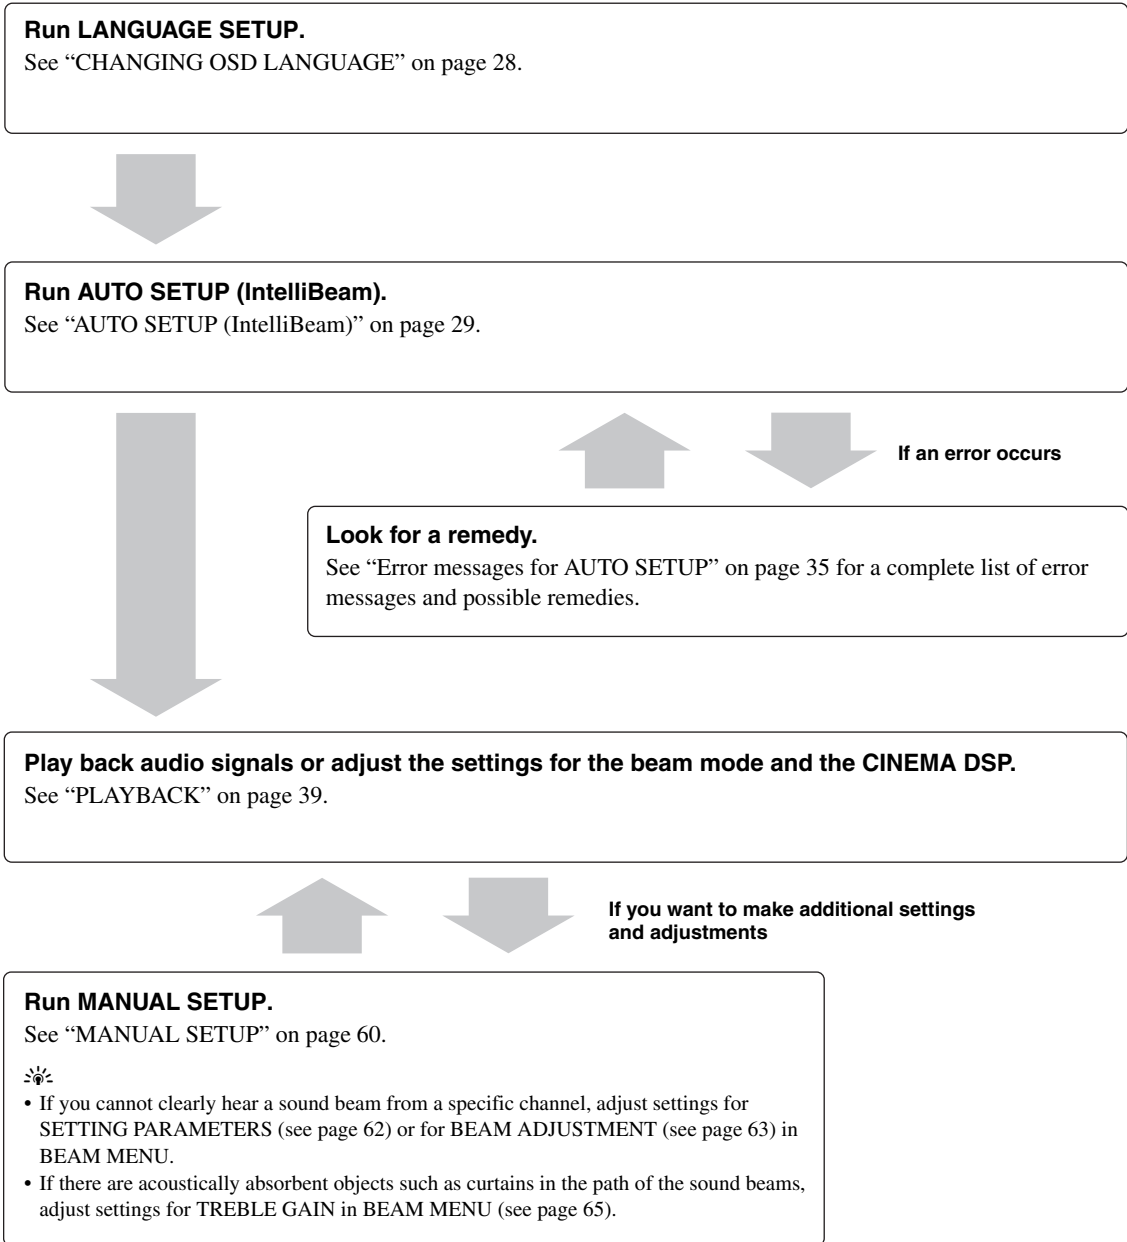 Run LANGUAGE SETUP.
See “CHANGING OSD LANGUAGE” on page 28.
Run AUTO SETUP (IntelliBeam).
See “AUTO SETUP (IntelliBeam)” on page 29.
If an error occurs
Look for a remedy.
See “Error messages for AUTO SETUP” on page 35 for a complete list of error
messages and possible remedies.
Play back audio signals or adjust the settings for the beam mode and the CINEMA DSP.
See “PLAYBACK” on page 39.
If you want to make additional settings
and adjustments
Run MANUAL SETUP.
See “MANUAL SETUP” on page 60.
• If you cannot clearly hear a sound beam from a specific channel, adjust settings for
SETTING PARAMETERS (see page 62) or for BEAM ADJUSTMENT (see page 63) in
BEAM MENU.
• If there are acoustically absorbent objects such as curtains in the path of the sound beams,
adjust settings for TREBLE GAIN in BEAM MENU (see page 65).